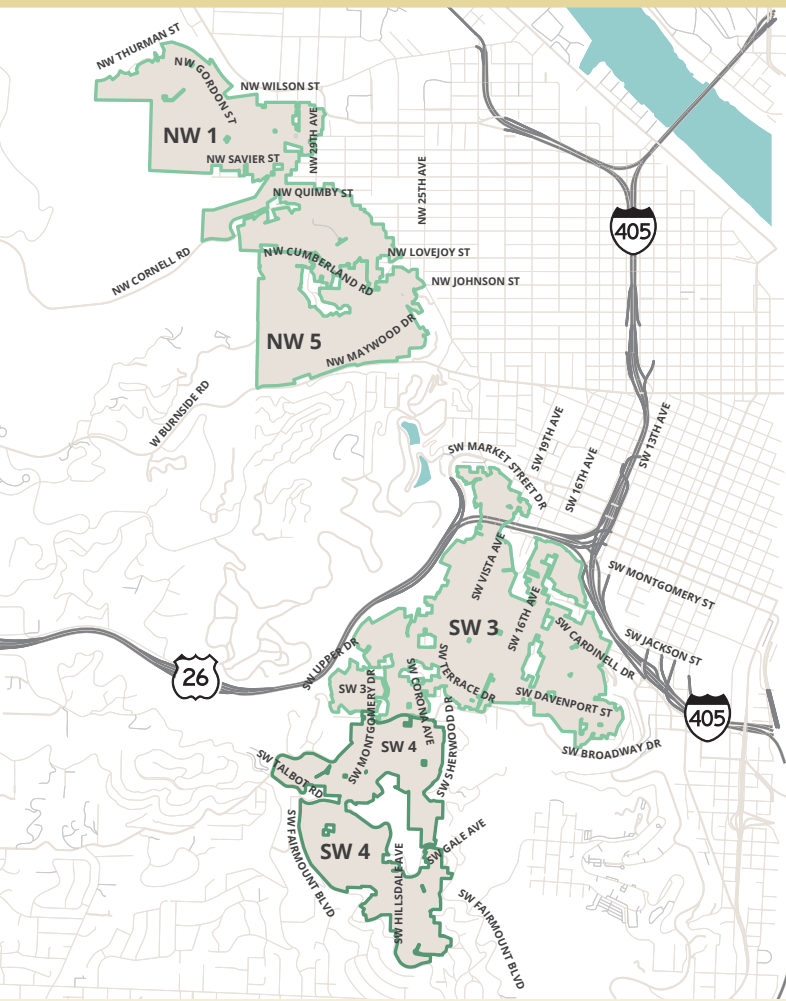 NW THURMAN ST
NW GORDON ST
NW WILSON ST
NW 1
NW 29TH AVE
NW SAVIER ST
NW 25TH AVE
NW QUIMBY ST
405
NW CORNELL RD
NW CUMBERLAND RD
NW LOVEJOY ST
NW JOHNSON ST
NW 5
NW MAYWOOD DR
W BURNSIDE RD
SW MARKET STREET DR
SW 19TH AVE
SW 16TH AVE
SW 13TH AVE
SW VISTA AVE
SW MONTGOMERY ST
SW 3
SW 16TH AVE
SW CARDINELL DR
SW JACKSON ST
SW UPPER DR
26
SW 3
SW MONTGOMERY DR
SW CORONA AVE
SW TERRACE DR
SW DAVENPORT ST
405
SW SHERWOOD DR
SW BROADWAY DR
SW 4
SW TALBOT RD
SW FAIRMOUNT BLVD
SW 4
SW HILLSDALE AVE
SW GALE AVE
SW FAIRMOUNT BLVD